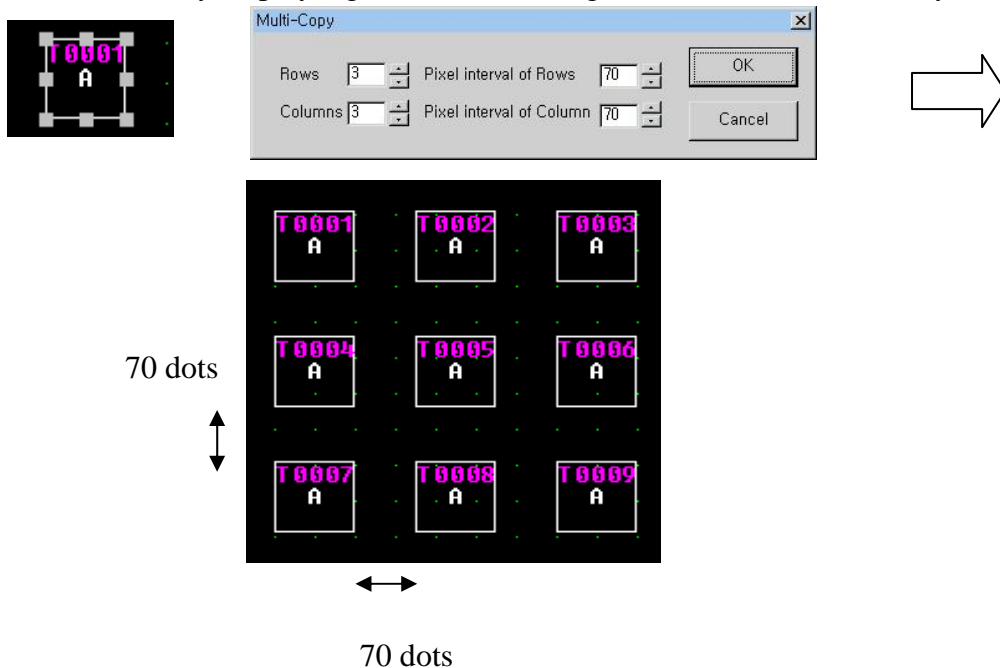 Multi-Copy
T0001
A
Rows 3 Pixel interval of Rows 70 OK
Columns 3 Pixel interval of Column 70 Cancel
T0001 T0002 T0003
A A A
T0004 T0005 T0006
A A A
70 dots
T0007 T0008 T0009
A A A
70 dots